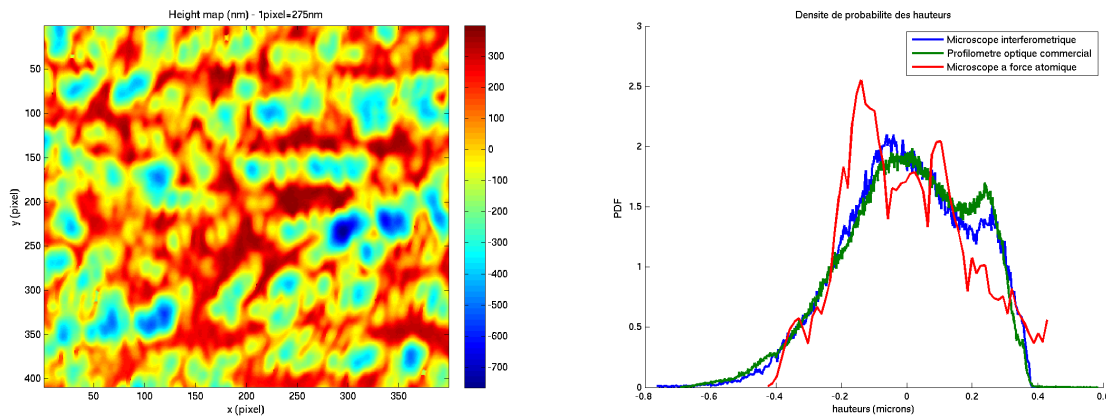 Height map (nm) - 1pixel=275nm
50
100
150
200
250
300
350
400
y (pixel)
50 100 150 200 250 300 350
x (pixel)
300
200
100
0
-100
-200
-300
-400
-500
-600
-700
Densite de probabilite des hauteurs
Microscope interferometrique
Profilometre optique commercial
Microscope a force atomique
3
2.5
2
1.5
1
0.5
0
PDF
-0.8 -0.6 -0.4 -0.2 0 0.2 0.4 0.6
hauteurs (microns)